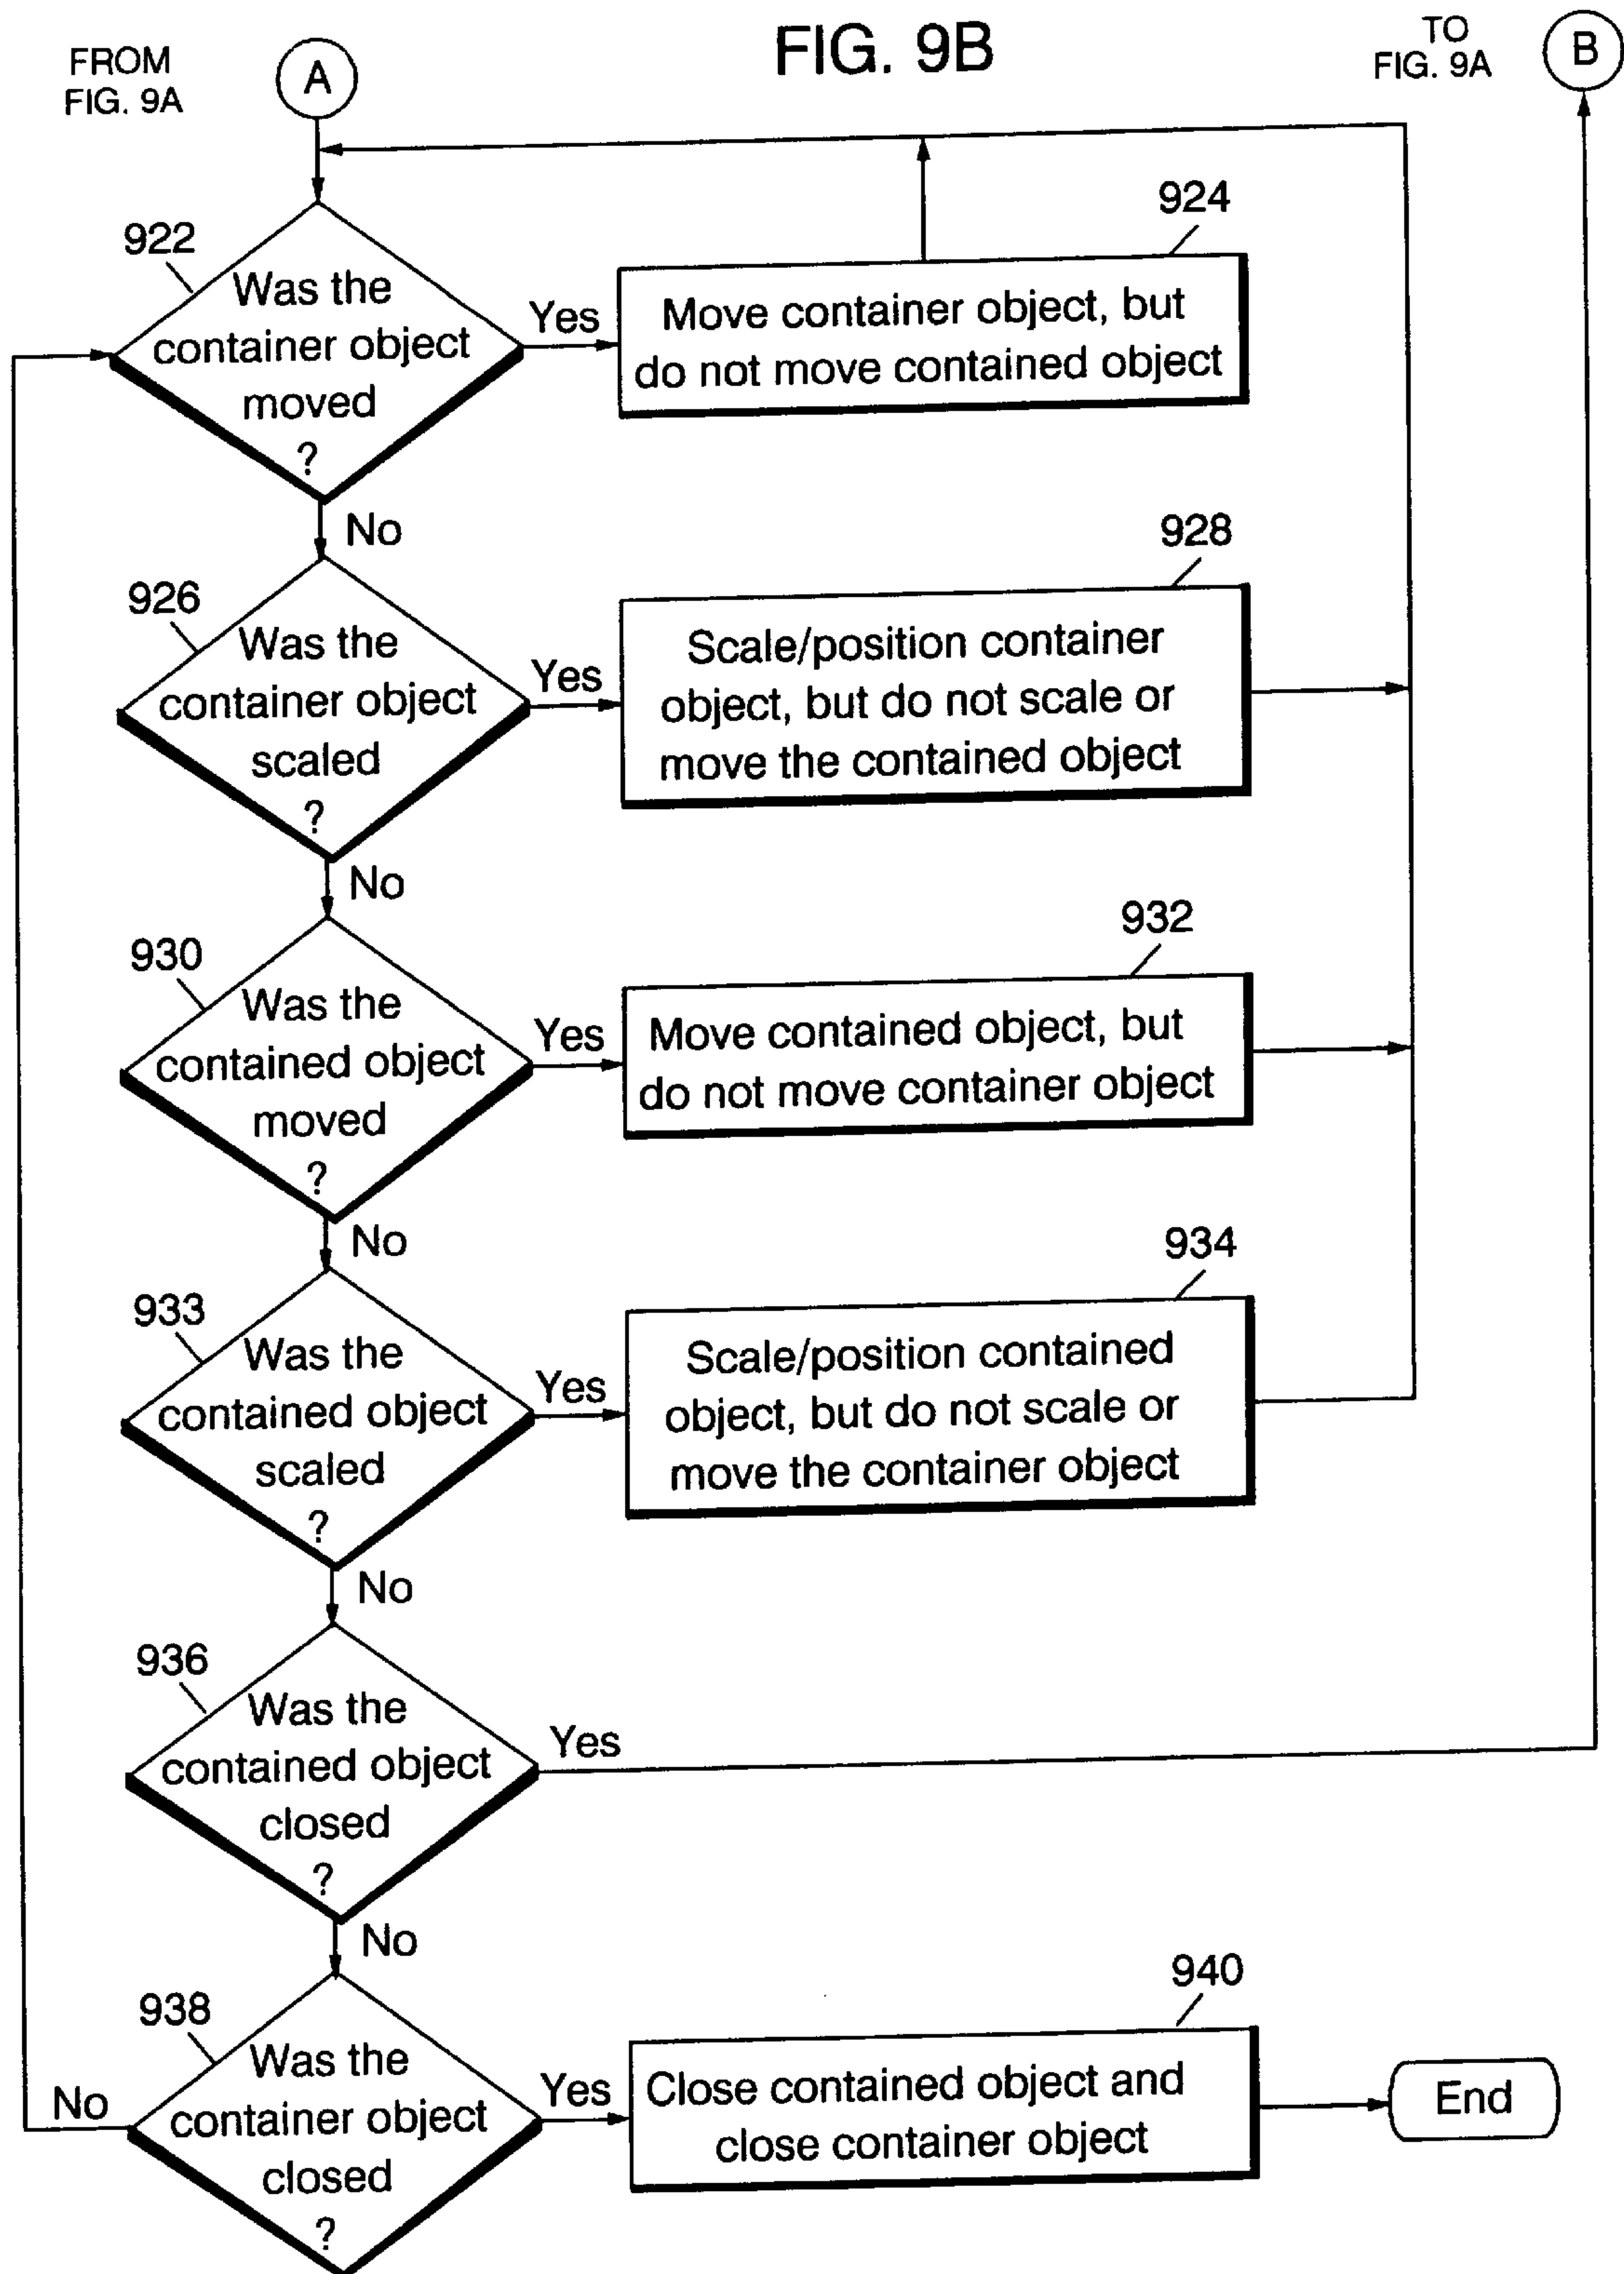 FIG. 9B
FROM
FIG. 9A
A
TO
FIG. 9A
B
922
Was the
container object
moved
?
Yes
924
Move container object, but
do not move contained object
No
926
Was the
container object
scaled
?
Yes
928
Scale/position container
object, but do not scale or
move the contained object
No
930
Was the
contained object
moved
?
Yes
932
Move contained object, but
do not move container object
No
933
Was the
contained object
scaled
?
Yes
934
Scale/position contained
object, but do not scale or
move the container object
No
936
Was the
contained object
closed
?
Yes
No
938
Was the
container object
closed
?
No
Yes
940
Close contained object and
close container object
End